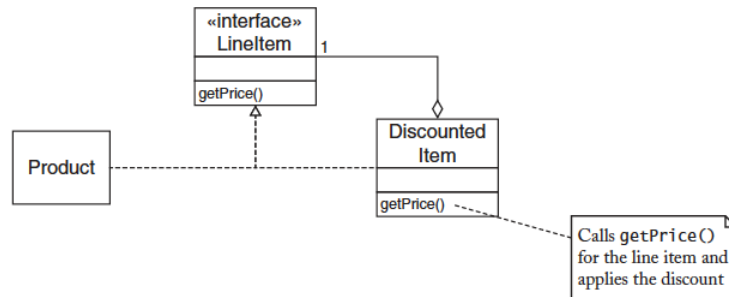 «interface»
LineItem
1
getPrice()
Product
Discounted
Item
getPrice()
Calls getPrice()
for the line item and
applies the discount